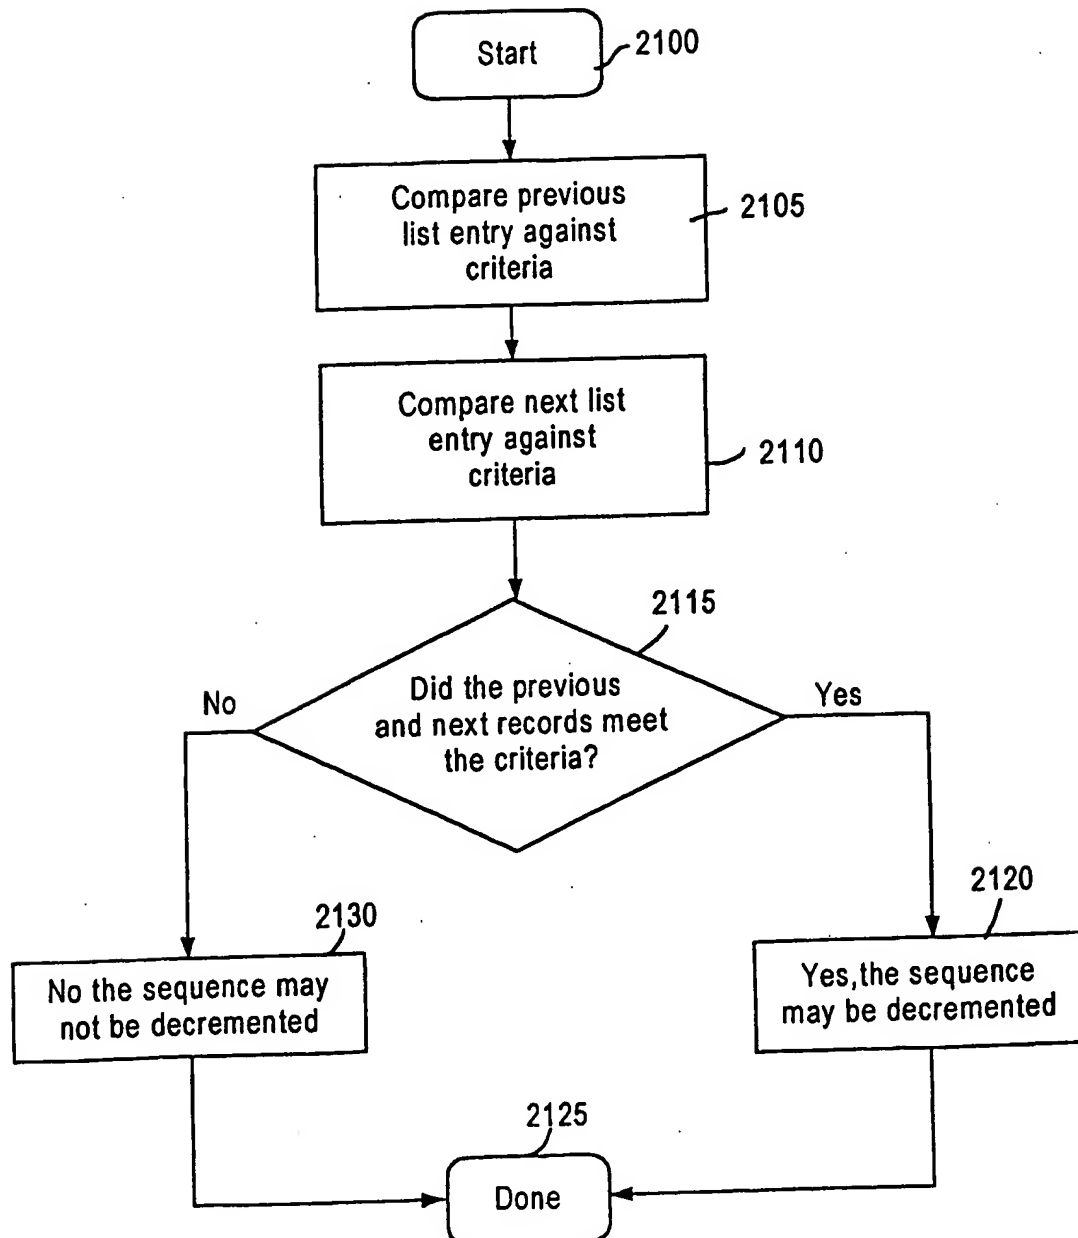 Start
2100
Compare previous
list entry against
criteria
2105
Compare next list
entry against
criteria
2110
2115
Did the previous
and next records meet
the criteria?
No
Yes
2130
No the sequence may
not be decremented
2120
Yes,the sequence
may be decremented
2125
Done